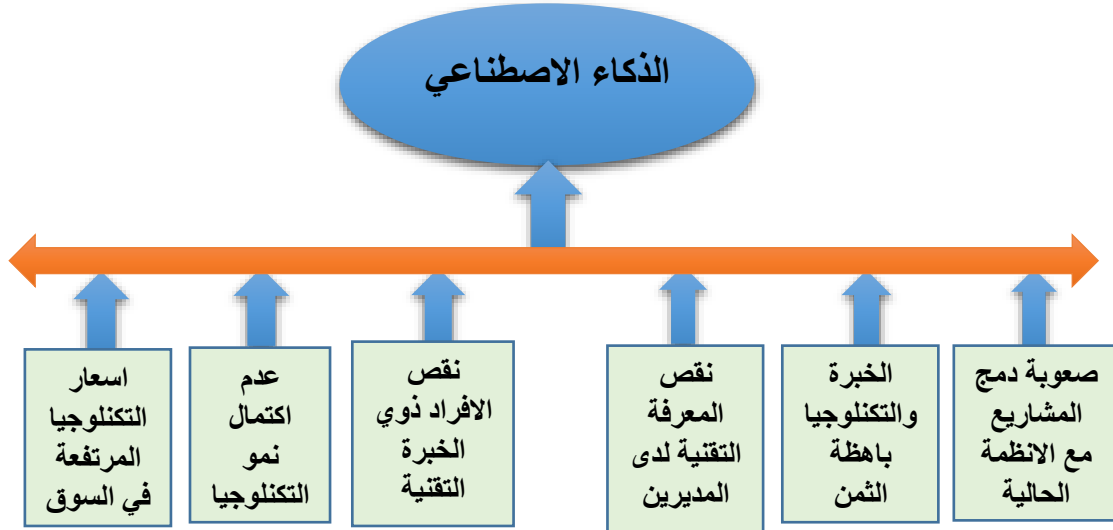 الذكاء الاصطناعي
صعوبة دمج
المشاريع
مع الانظمة
الحالية
الخبرة
والتكنلوجيا
باهظة
الثمن
نقص
المعرفة
التقنية لدى
المديرين
نقص
الافراد ذوي
الخبرة
التقنية
عدم
اكتمال
نمو
التكنلوجيا
اسعار
التكنلوجيا
المرتفعة
في السوق